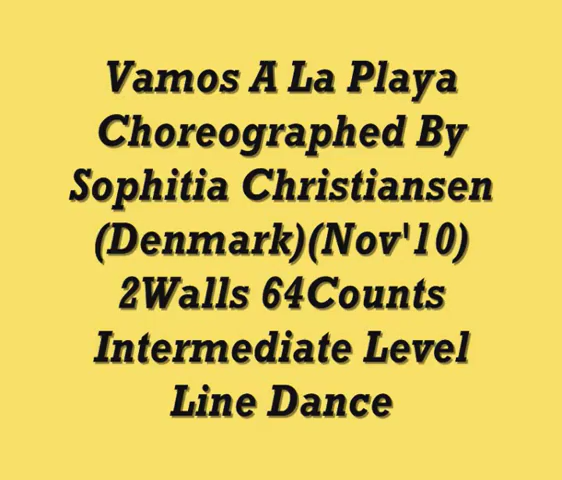 Vamos A La Playa
Choreographed By
Sophitia Christiansen
(Denmark)(Nov'10)
2Walls 64Counts
Intermediate Level
Line Dance